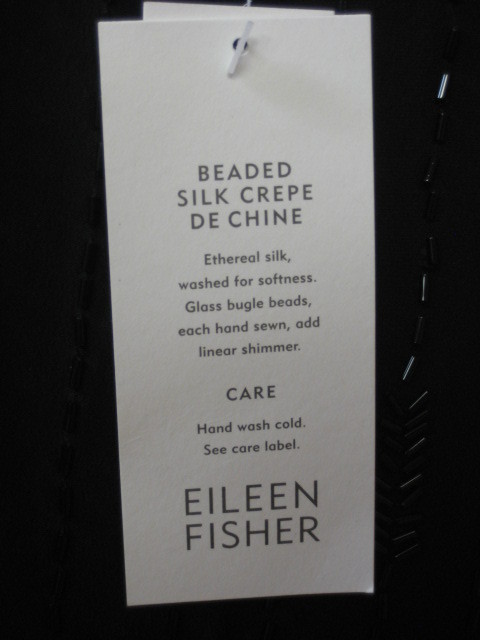 BEADED
SILK CREPE
DE CHINE
Ethereal silk,
washed for softness.
Glass bugle beads,
each hand sewn, add
linear shimmer.
CARE
Hand wash cold.
See care label.
EILEEN
FISHER